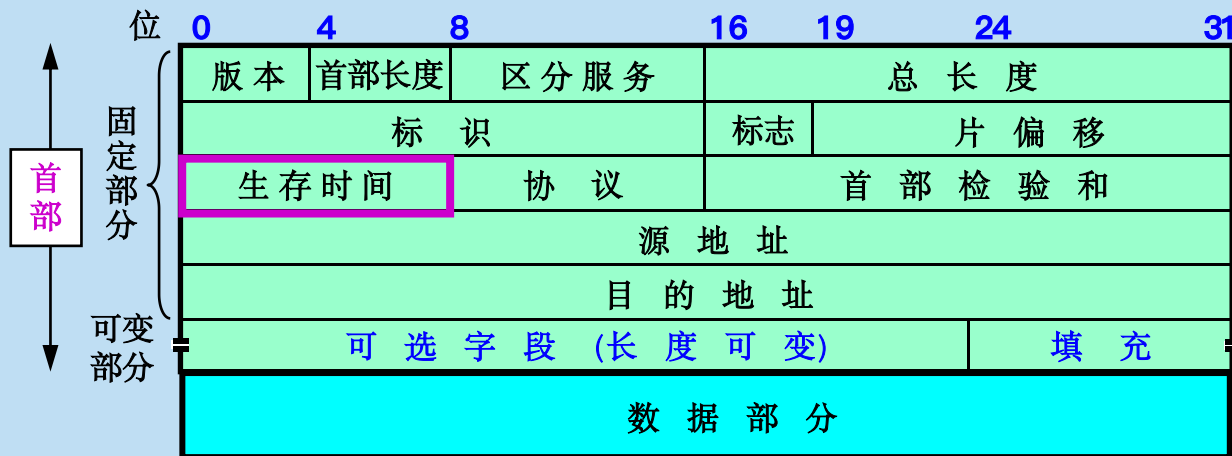 位 0 4 8 16 19 24 31
版本 首部长度 区分服务 总长度
标识 标志 片偏移
生存时间 协议 首部检验和
源地址
目的地址
可选字段 (长度可变) 填充
数据部分
首部
固定部分
可变
部分